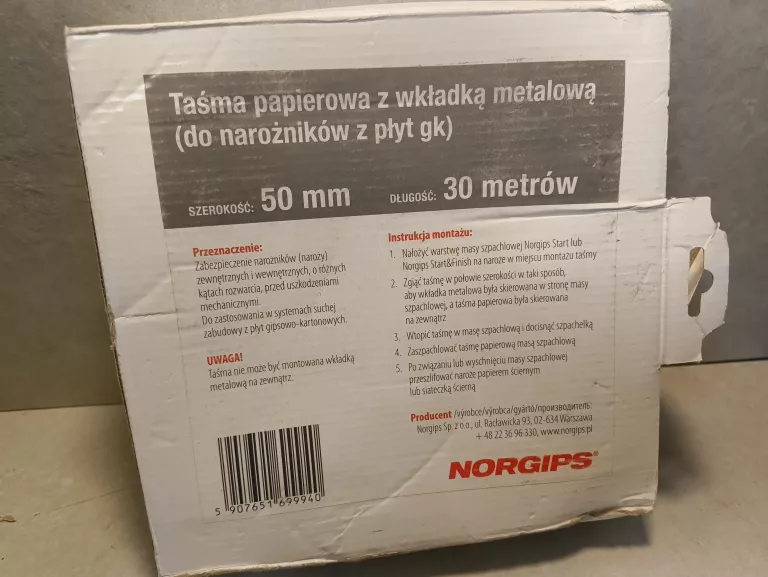 Taśma papierowa z wkładką metalową
(do narożników z płyt gk)
SZEROKOŚĆ: 50 mm
DŁUGOŚĆ: 30 metrów
Przeznaczenie:
Zabezpieczenie narożników (naroży)
zewnętrznych i wewnętrznych, o różnych
kątach rozwarcia, przed uszkodzeniami
mechanicznymi.
Do zastosowania w systemach suchej
zabudowy z płyt gipsowo-kartonowych.
UWAGA!
Taśma nie może być montowana wkładką
metalową na zewnątrz.
Instrukcja montażu:
1. Nałożyć warstwę masy szpachlowej Norgips Start lub
Norgips Start&Finish na naroże w miejscu montażu taśmy
2. Zgiąć taśmę w połowie szerokości w taki sposób,
aby wkładka metalowa była skierowana w stronę masy
szpachlowej, a taśma papierowa była skierowana
na zewnątrz
3. Wtopić taśmę w masę szpachlową i docisnąć szpachelką
4. Zaszpachlować taśmę papierową masą szpachlową
5. Po związaniu lub wyschnięciu masy szpachlowej
przeszlifować naroże papierem ściernym
lub siateczką ścierną
Producent /výrobce/výrobca/gyártó/производитель:
Norgips Sp. z o.o., ul. Racławicka 93, 02-634 Warszawa
+ 48 22 36 96 330, www.norgips.pl
NORGIPS®
5 907651 699940